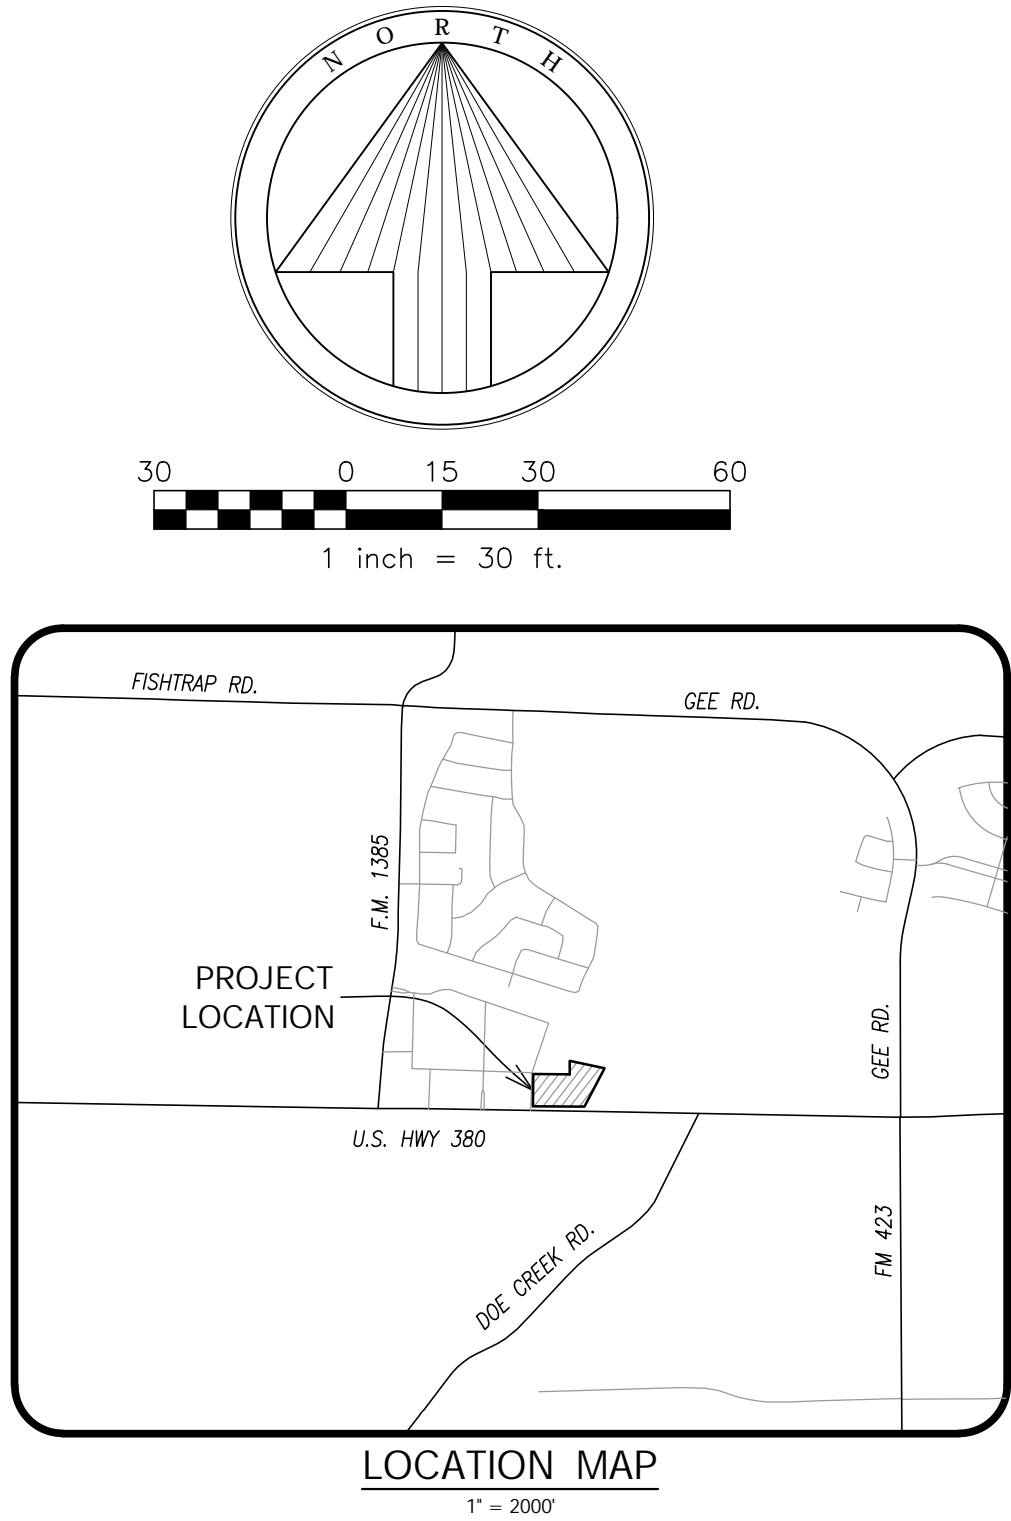 NORTH
30 0 15 30 60
1 inch = 30 ft.
FISHTRAP RD.
GEE RD.
F.M. 1385
PROJECT
LOCATION
GEE RD.
U.S. HWY 380
FM 423
DOE CREEK RD.
LOCATION MAP
1" = 2000'